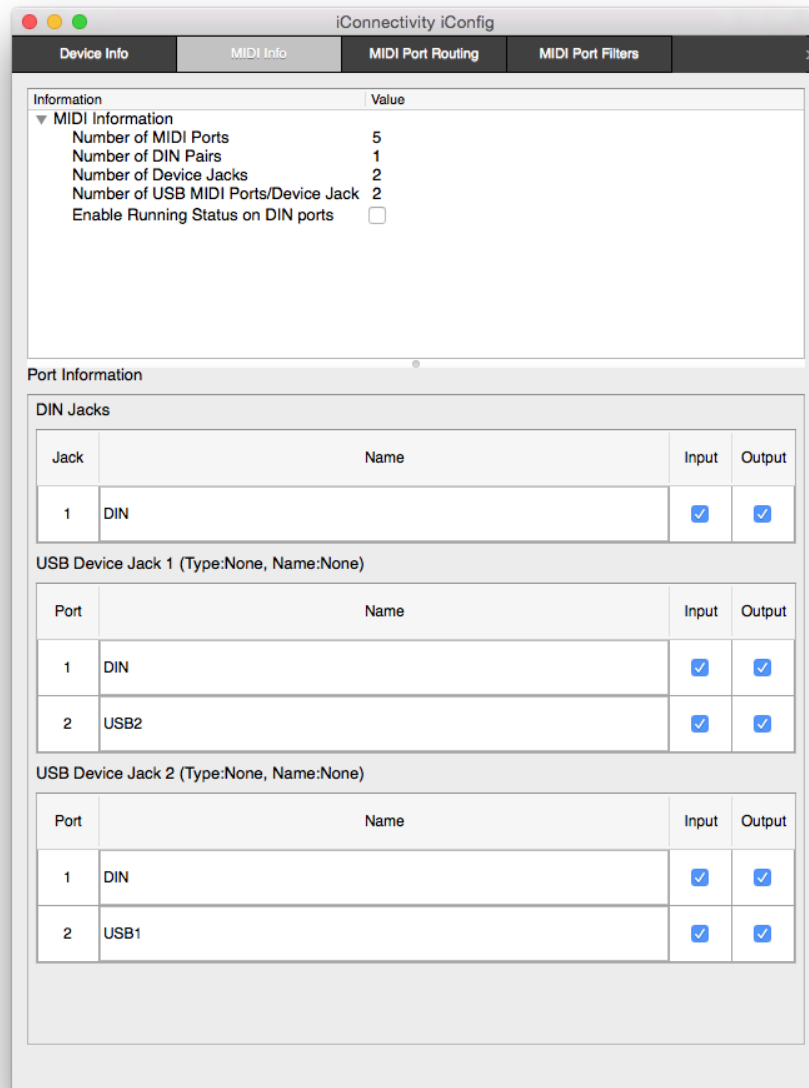 iConnectivity iConfig
Device Info MIDI Info MIDI Port Routing MIDI Port Filters
Information Value
MIDI Information
Number of MIDI Ports 5
Number of DIN Pairs 1
Number of Device Jacks 2
Number of USB MIDI Ports/Device Jack 2
Enable Running Status on DIN ports
Port Information
DIN Jacks
Jack Name Input Output
1 DIN
USB Device Jack 1 (Type:None, Name:None)
Port Name Input Output
1 DIN
2 USB2
USB Device Jack 2 (Type:None, Name:None)
Port Name Input Output
1 DIN
2 USB1